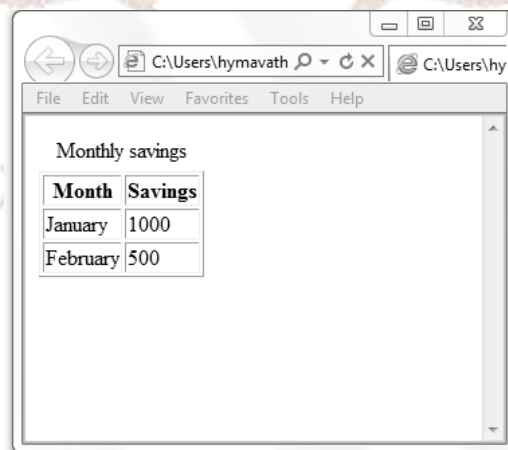 C:\Users\hymavath
C:\Users\hy
File Edit View Favorites Tools Help
Monthly savings
Month Savings
January 1000
February 500